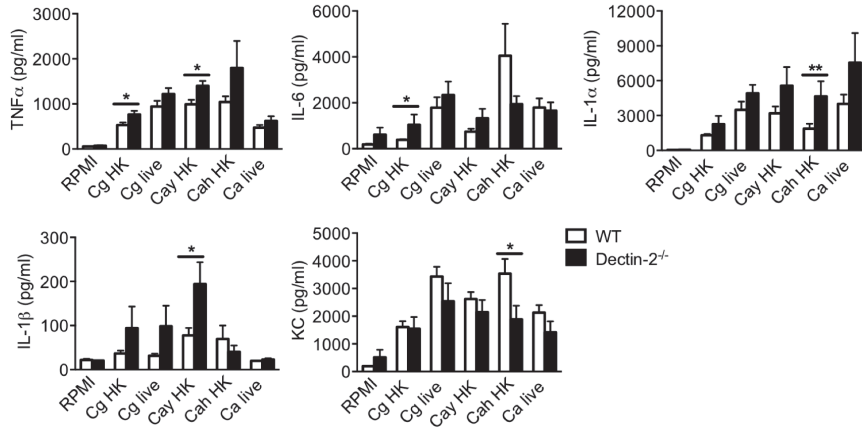 TNFα (pg/ml)
3000
2000
1000
0
*
*
RPMI
Cg HK
Cg live
Cay HK
Cah HK
Ca live
IL-6 (pg/ml)
6000
4000
2000
0
*
RPMI
Cg HK
Cg live
Cay HK
Cah HK
Ca live
IL-1α (pg/ml)
12000
9000
6000
3000
0
**
RPMI
Cg HK
Cg live
Cay HK
Cah HK
Ca live
IL-1β (pg/ml)
300
200
100
0
*
RPMI
Cg HK
Cg live
Cay HK
Cah HK
Ca live
KC (pg/ml)
5000
4000
3000
2000
1000
0
*
RPMI
Cg HK
Cg live
Cay HK
Cah HK
Ca live
WT
Dectin-2-/-